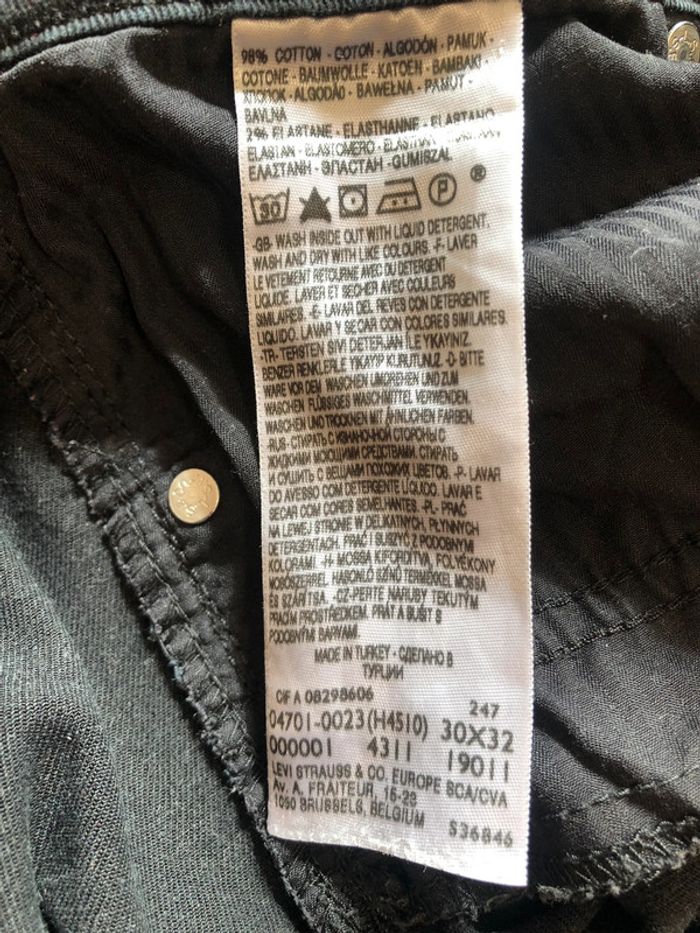 98% COTTON - COTON - ALGODÓN - PAMUK -
COTONE - BAUMWOLLE - KATOEN - BAMBAKI -
ХЛОПОК - ALGODÃO - BAWEŁNA - PAMUT -
BAVLNA
2% ELASTANE - ELASTHANNE - ELASTANO
ELASTAN - ELASTOMERO -
ΕΛΑΣΤΑΝΗ - ЭЛАСТАН - GUMISZÁL
30 P ®
-GB- WASH INSIDE OUT WITH LIQUID DETERGENT.
WASH AND DRY WITH LIKE COLOURS. -F- LAVER
LE VETEMENT RETOURNE AVEC DU DETERGENT
LIQUIDE. LAVER ET SECHER AVEC COULEURS
SIMILAIRES. -E- LAVAR DEL REVES CON DETERGENTE
LIQUIDO. LAVAR Y SECAR CON COLORES SIMILARES.
-TR- TERSTEN SIVI DETERJAN İLE YIKAYINIZ.
BENZER RENKLERLE YIKAYIP KURUTUNUZ. -D- BITTE
WARE VOR DEM WASCHEN UMDREHEN UND ZUM
WASCHEN FLÜSSIGES WASCHMITTEL VERWENDEN.
WASCHEN UND TROCKNEN MIT ÄHNLICHEN FARBEN.
-RUS- СТИРАТЬ С ИЗНАНОЧНОЙ СТОРОНЫ С
ЖИДКИМИ МОЮЩИМИ СРЕДСТВАМИ. СТИРАТЬ
И СУШИТЬ С ВЕЩАМИ ПОХОЖИХ ЦВЕТОВ. -P- LAVAR
DO AVESSO COM DETERGENTE LÍQUIDO. LAVAR E
SECAR COM CORES SEMELHANTES. -PL- PRAĆ
NA LEWEJ STRONIE W DELIKATNYCH, PŁYNNYCH
DETERGENTACH. PRAĆ I SUSZYĆ Z PODOBNYM
KOLORAMI. -H- MOSSA KIFORDÍTVA, FOLYÉKONY
MOSÓSZERREL. HASONLÓ SZÍNŰ TERMÉKKEL MOSSA
ÉS SZÁRÍTSA. -CZ- PERTE NARUBY TEKUTÝM
PRACÍM PROSTŘEDKEM. PRÁT A SUŠIT S
PODOBNÝMI BARVAMI.
MADE IN TURKEY - СДЕЛАНО В
ТУРЦИИ
CIF A 08298606 247
04701-0023(H4510) 30X32
000001 4311 19011
LEVI STRAUSS & CO. EUROPE SCA/CVA
Av. A. FRAITEUR, 15-23
1050 BRUSSELS, BELGIUM S36846